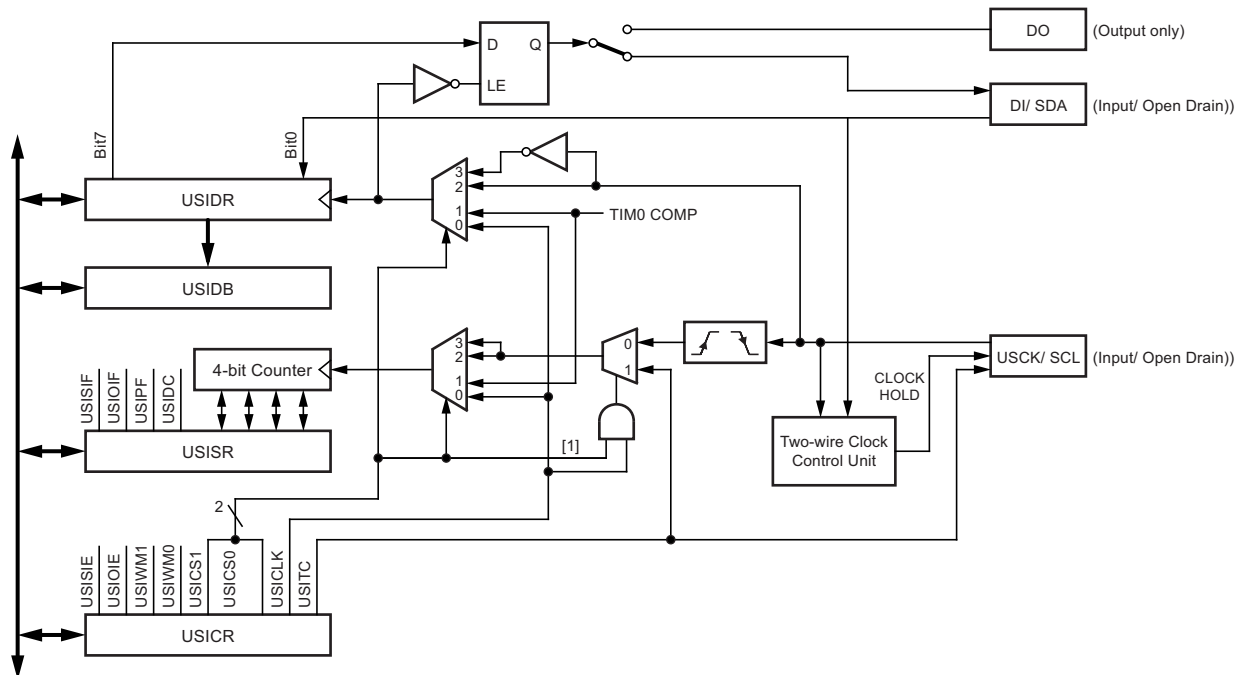 DO (Output only)
D Q
LE
DI/ SDA (Input/ Open Drain))
Bit7
Bit0
3
2
1
0
USIDR
TIM0 COMP
USIDB
3
2
1
0
0
1
4-bit Counter
USCK/ SCL (Input/ Open Drain))
CLOCK
HOLD
USISIF
USIOIF
USIPF
USIDC
USISR
[1]
Two-wire Clock
Control Unit
2
USISIE
USIOIE
USIWM1
USIWM0
USICS1
USICS0
USICLK
USITC
USICR